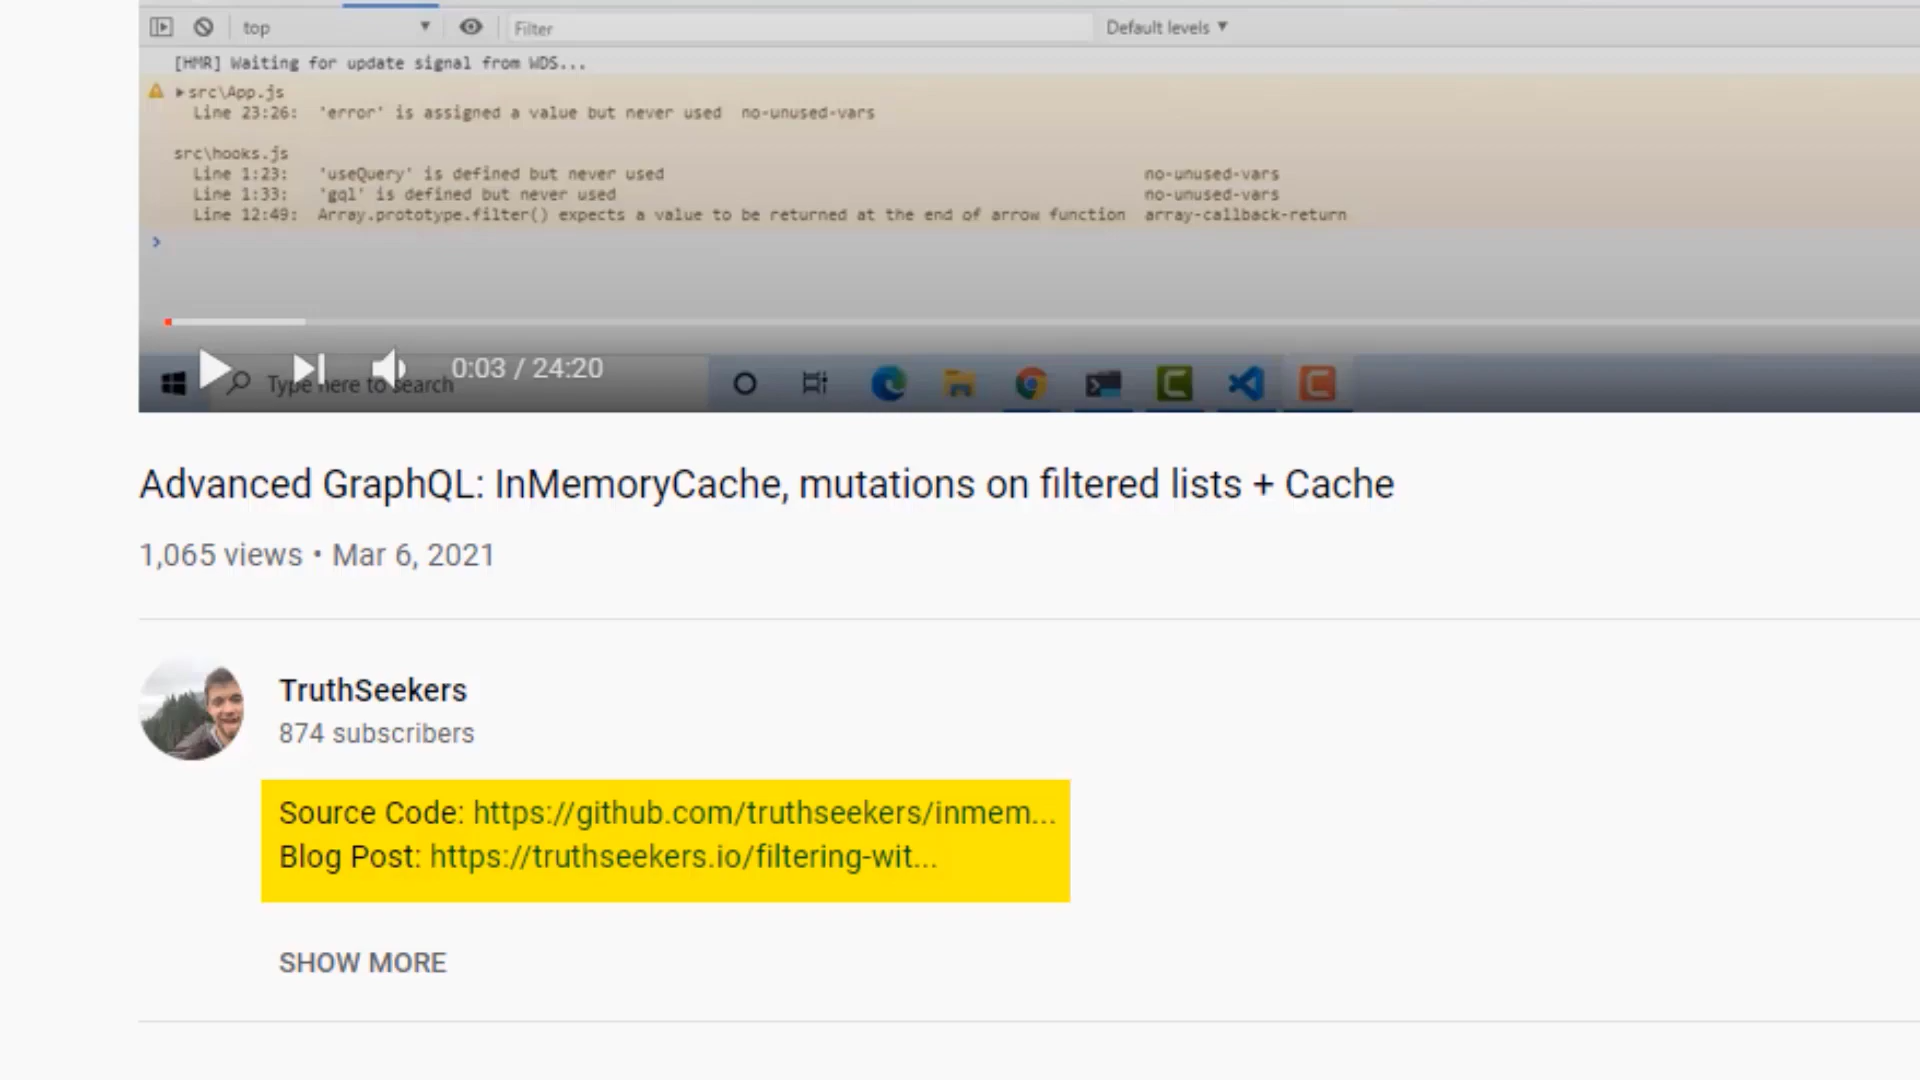 top Filter Default levels
[HMR] Waiting for update signal from WDS...
src\App.js
Line 23:26: 'error' is assigned a value but never used no-unused-vars
src\hooks.js
Line 1:23: 'useQuery' is defined but never used no-unused-vars
Line 1:33: 'gql' is defined but never used no-unused-vars
Line 12:49: Array.prototype.filter() expects a value to be returned at the end of arrow function array-callback-return
0:03 / 24:20
Type here to search
Advanced GraphQL: InMemoryCache, mutations on filtered lists + Cache
1,065 views • Mar 6, 2021
TruthSeekers
874 subscribers
Source Code: https://github.com/truthseekers/inmem...
Blog Post: https://truthseekers.io/filtering-wit...
SHOW MORE